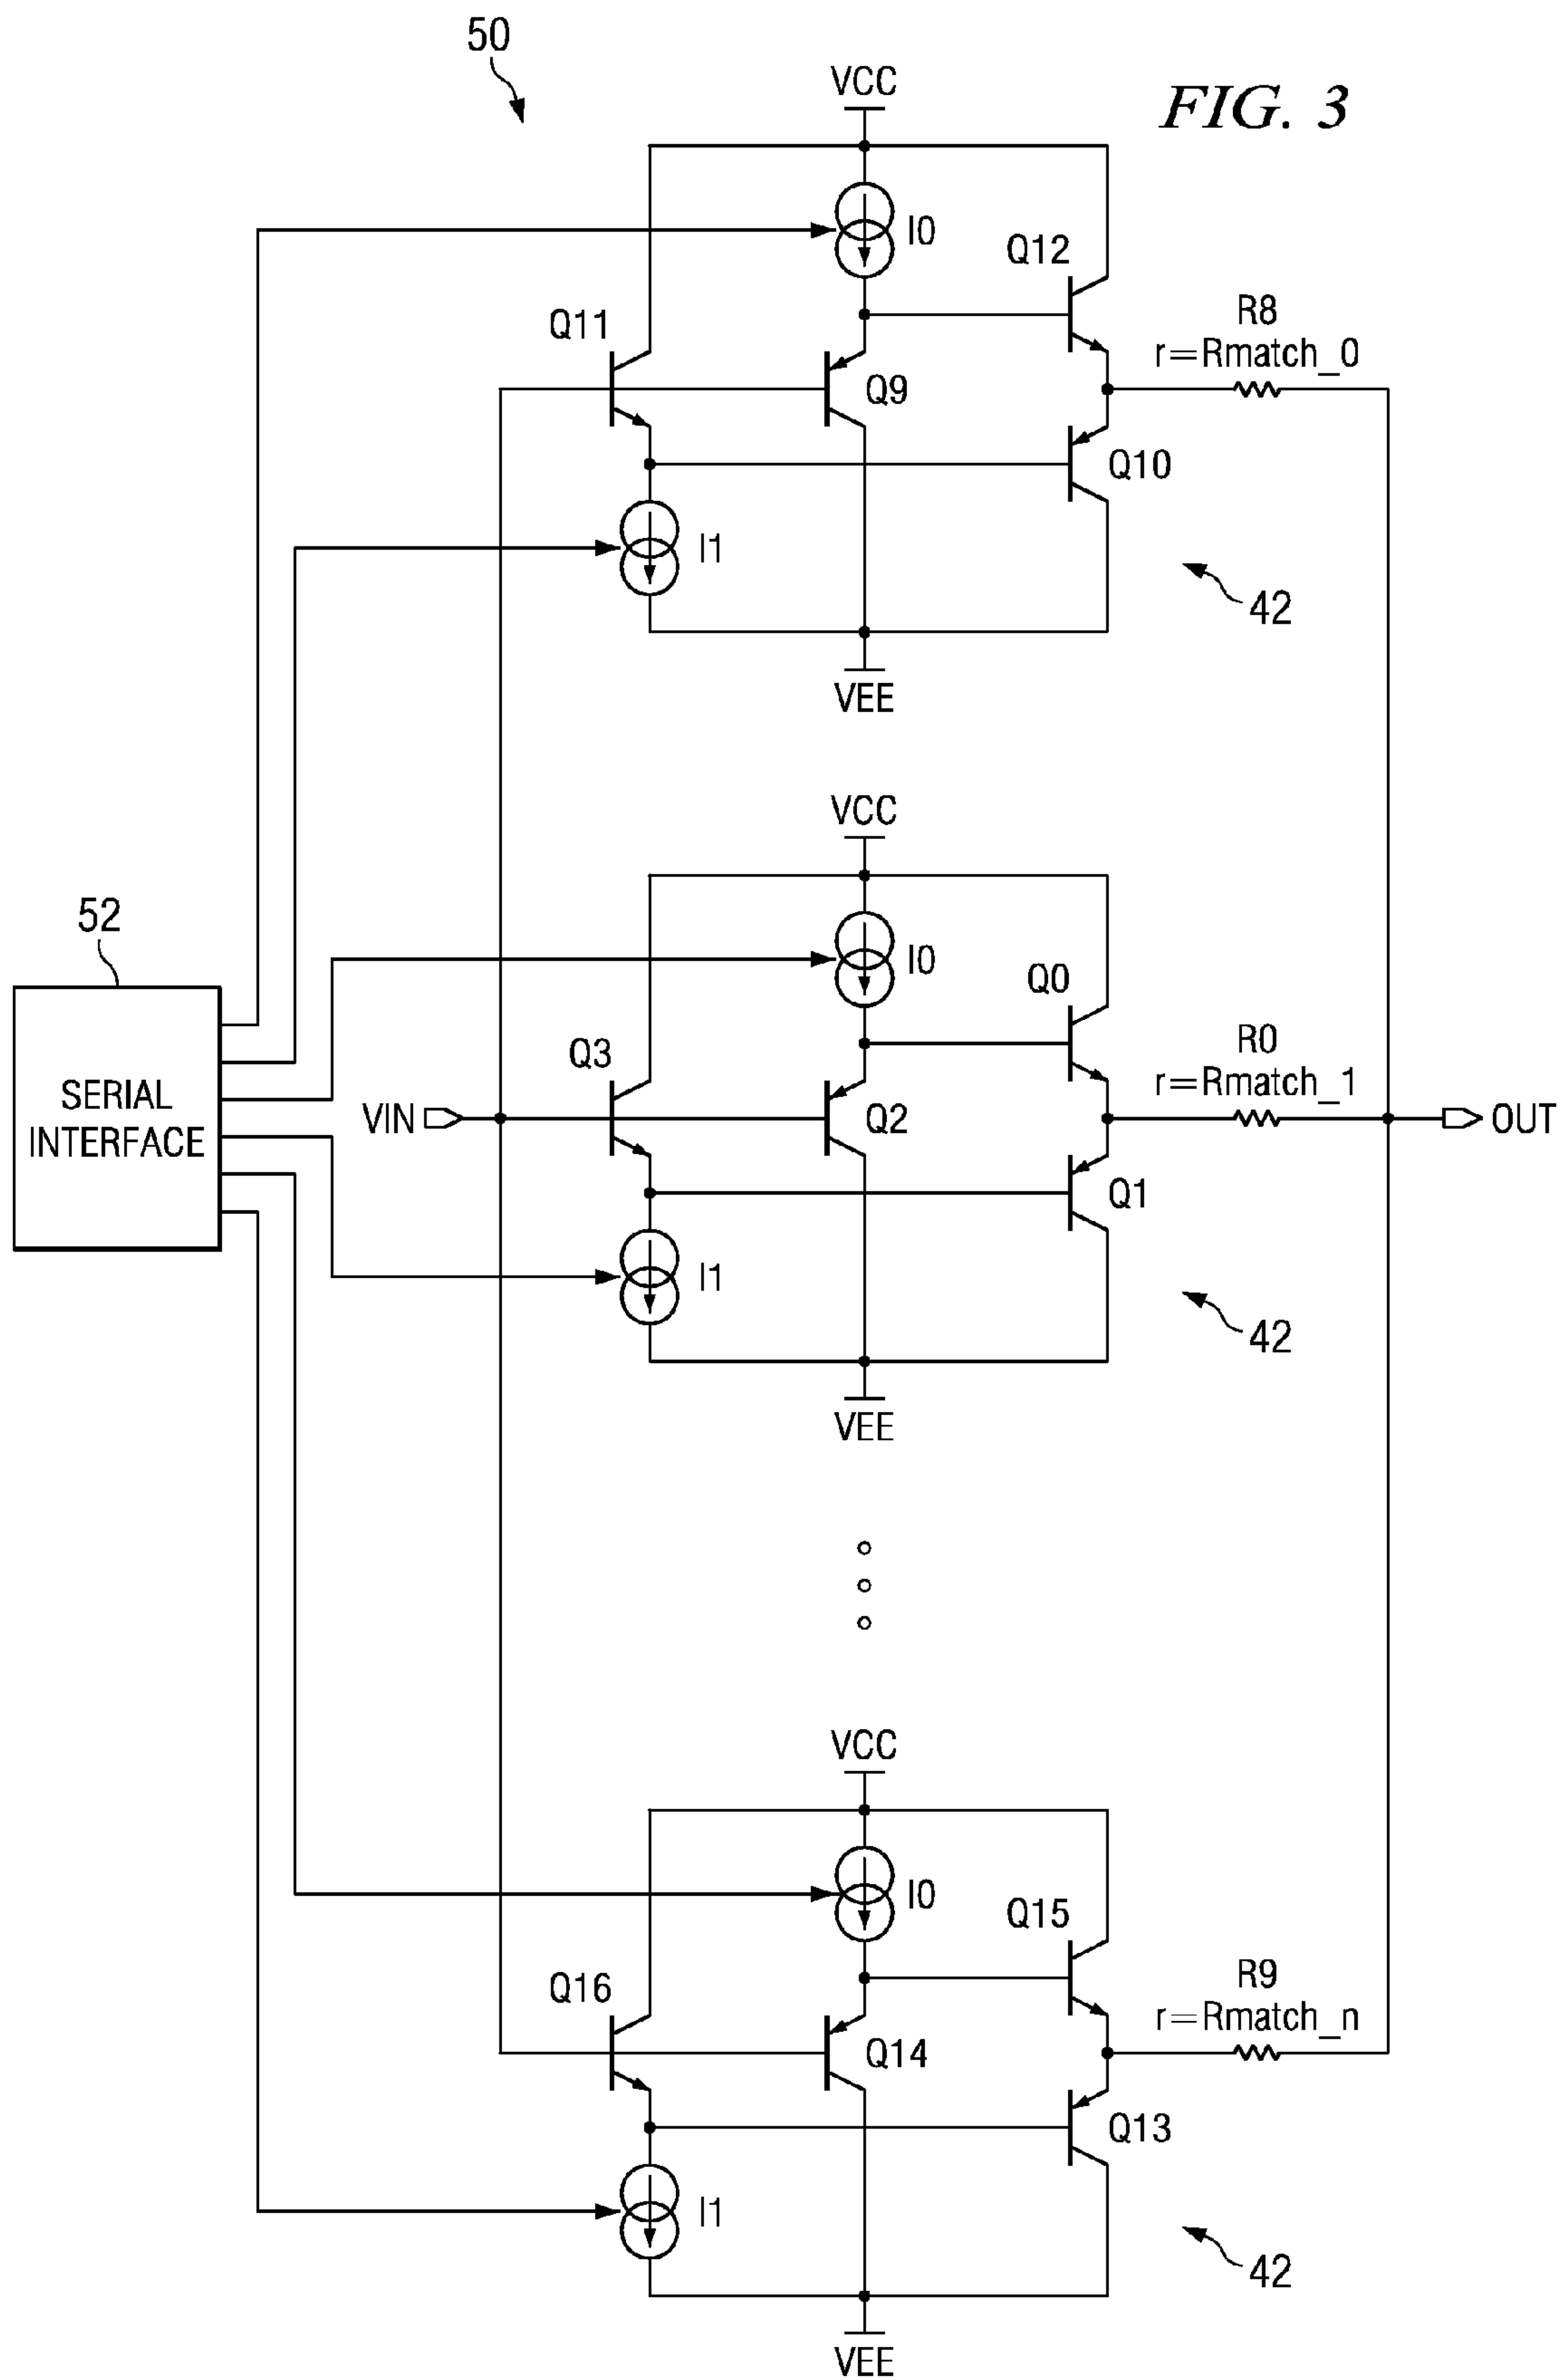 50
VCC
FIG. 3
I0
Q12
Q11
R8
r=Rmatch_0
Q9
Q10
I1
42
VEE
VCC
52
I0
Q0
Q3
R0
r=Rmatch_1
SERIAL
INTERFACE
VIN
Q2
OUT
Q1
I1
42
VEE
VCC
I0
Q15
Q16
R9
r=Rmatch_n
Q14
Q13
I1
42
VEE